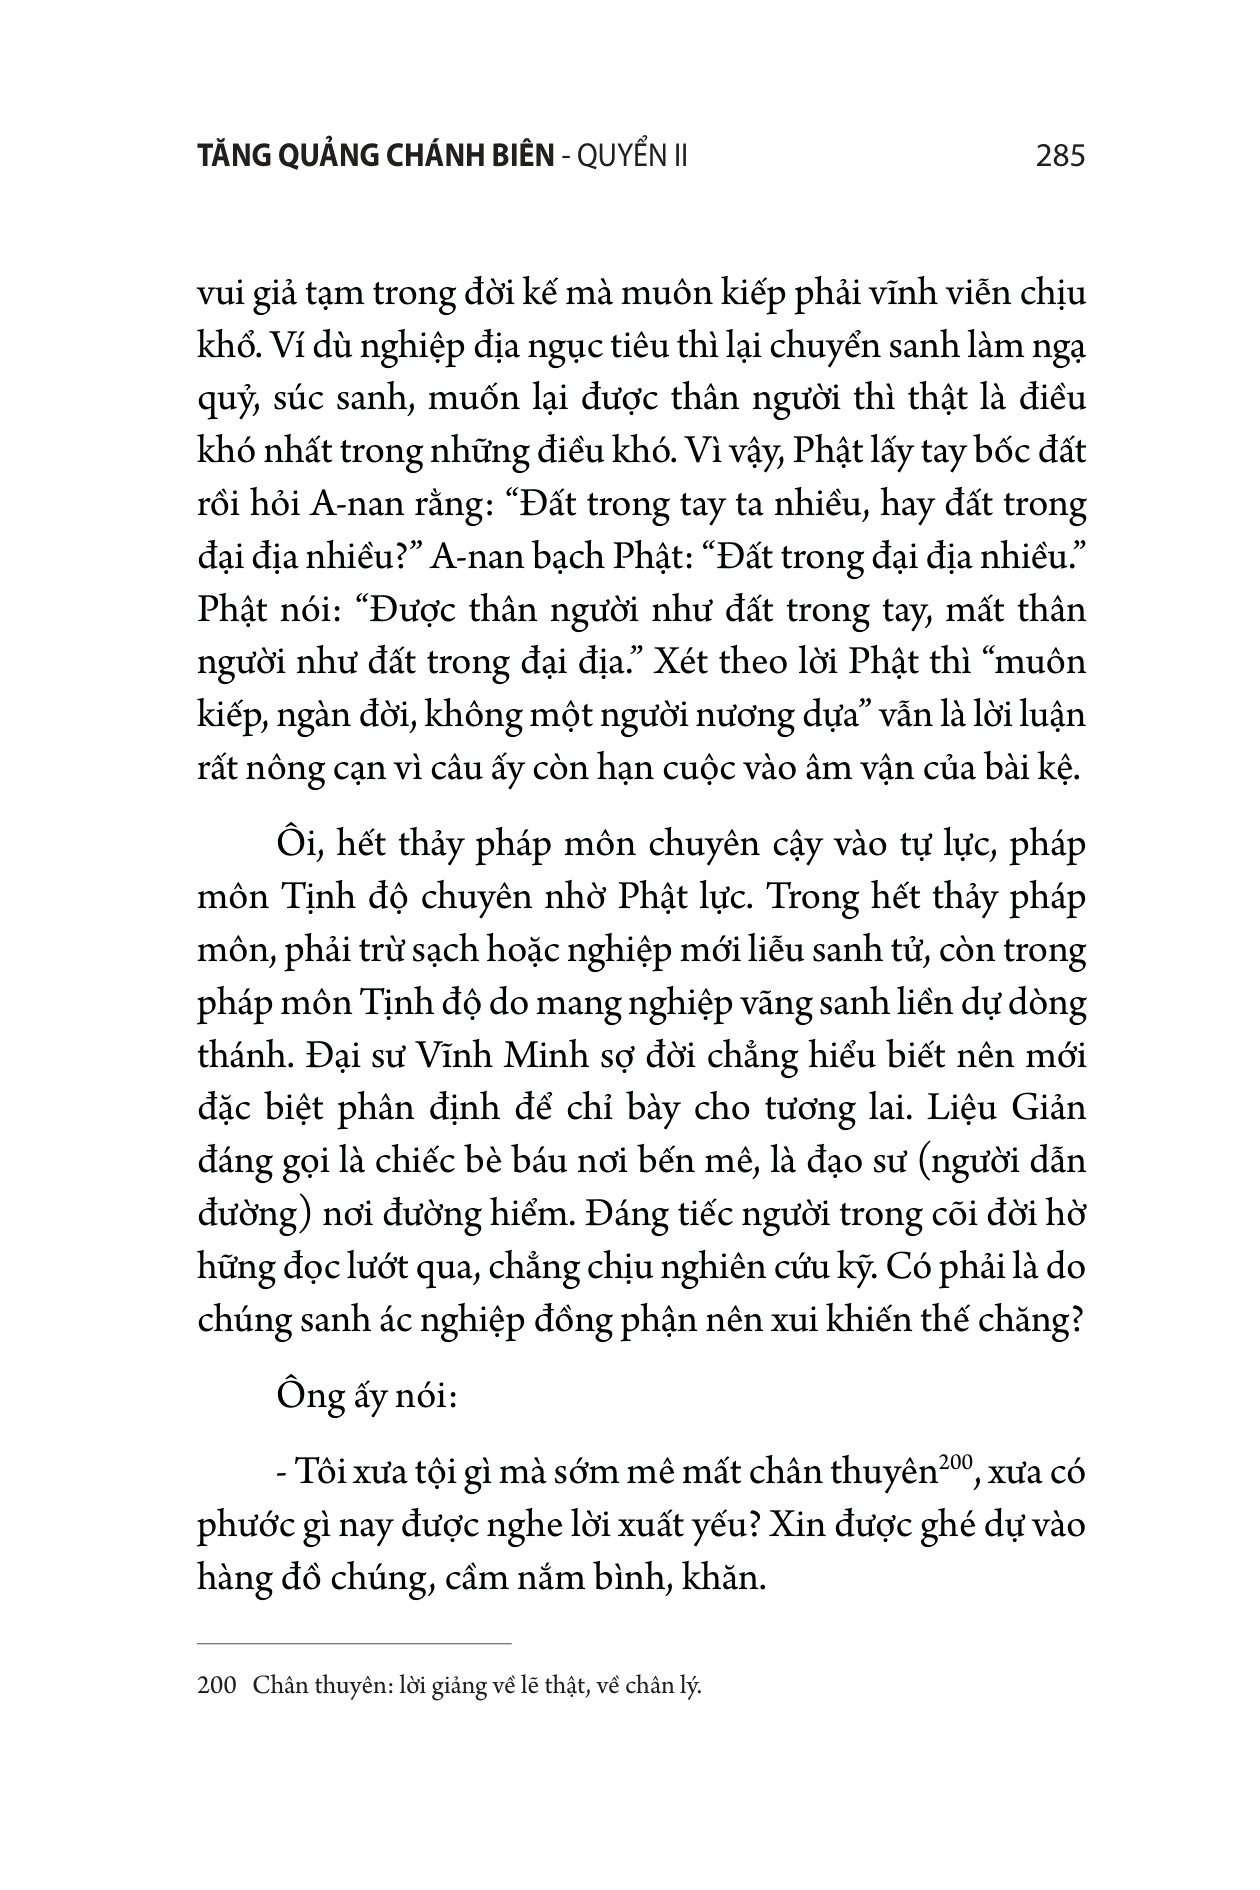 TĂNG QUẢNG CHÁNH BIÊN - QUYỂN II 285
vui giả tạm trong đời kế mà muôn kiếp phải vĩnh viễn chịu
khổ. Ví dù nghiệp địa ngục tiêu thì lại chuyển sanh làm ngạ
quỷ, súc sanh, muốn lại được thân người thì thật là điều
khó nhất trong những điều khó. Vì vậy, Phật lấy tay bốc đất
rồi hỏi A-nan rằng: “Đất trong tay ta nhiều, hay đất trong
đại địa nhiều?” A-nan bạch Phật: “Đất trong đại địa nhiều.”
Phật nói: “Được thân người như đất trong tay, mất thân
người như đất trong đại địa.” Xét theo lời Phật thì “muôn
kiếp, ngàn đời, không một người nương dựa” vẫn là lời luận
rất nông cạn vì câu ấy còn hạn cuộc vào âm vận của bài kệ.
Ôi, hết thảy pháp môn chuyên cậy vào tự lực, pháp
môn Tịnh độ chuyên nhờ Phật lực. Trong hết thảy pháp
môn, phải trừ sạch hoặc nghiệp mới liễu sanh tử, còn trong
pháp môn Tịnh độ do mang nghiệp vãng sanh liền dự dòng
thánh. Đại sư Vĩnh Minh sợ đời chẳng hiểu biết nên mới
đặc biệt phân định để chỉ bày cho tương lai. Liệu Giản
đáng gọi là chiếc bè báu nơi bến mê, là đạo sư (người dẫn
đường) nơi đường hiểm. Đáng tiếc người trong cõi đời hờ
hững đọc lướt qua, chẳng chịu nghiên cứu kỹ. Có phải là do
chúng sanh ác nghiệp đồng phận nên xui khiến thế chăng?
Ông ấy nói:
- Tôi xưa tội gì mà sớm mê mất chân thuyên200, xưa có
phước gì nay được nghe lời xuất yếu? Xin được ghé dự vào
hàng đồ chúng, cầm nắm bình, khăn.
200 Chân thuyên: lời giảng về lẽ thật, về chân lý.